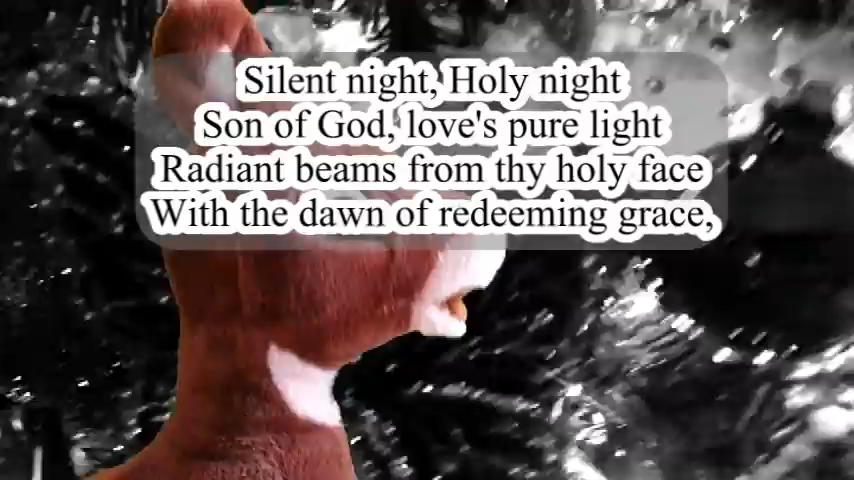 Silent night, Holy night
Son of God, love's pure light
Radiant beams from thy holy face
With the dawn of redeeming grace,